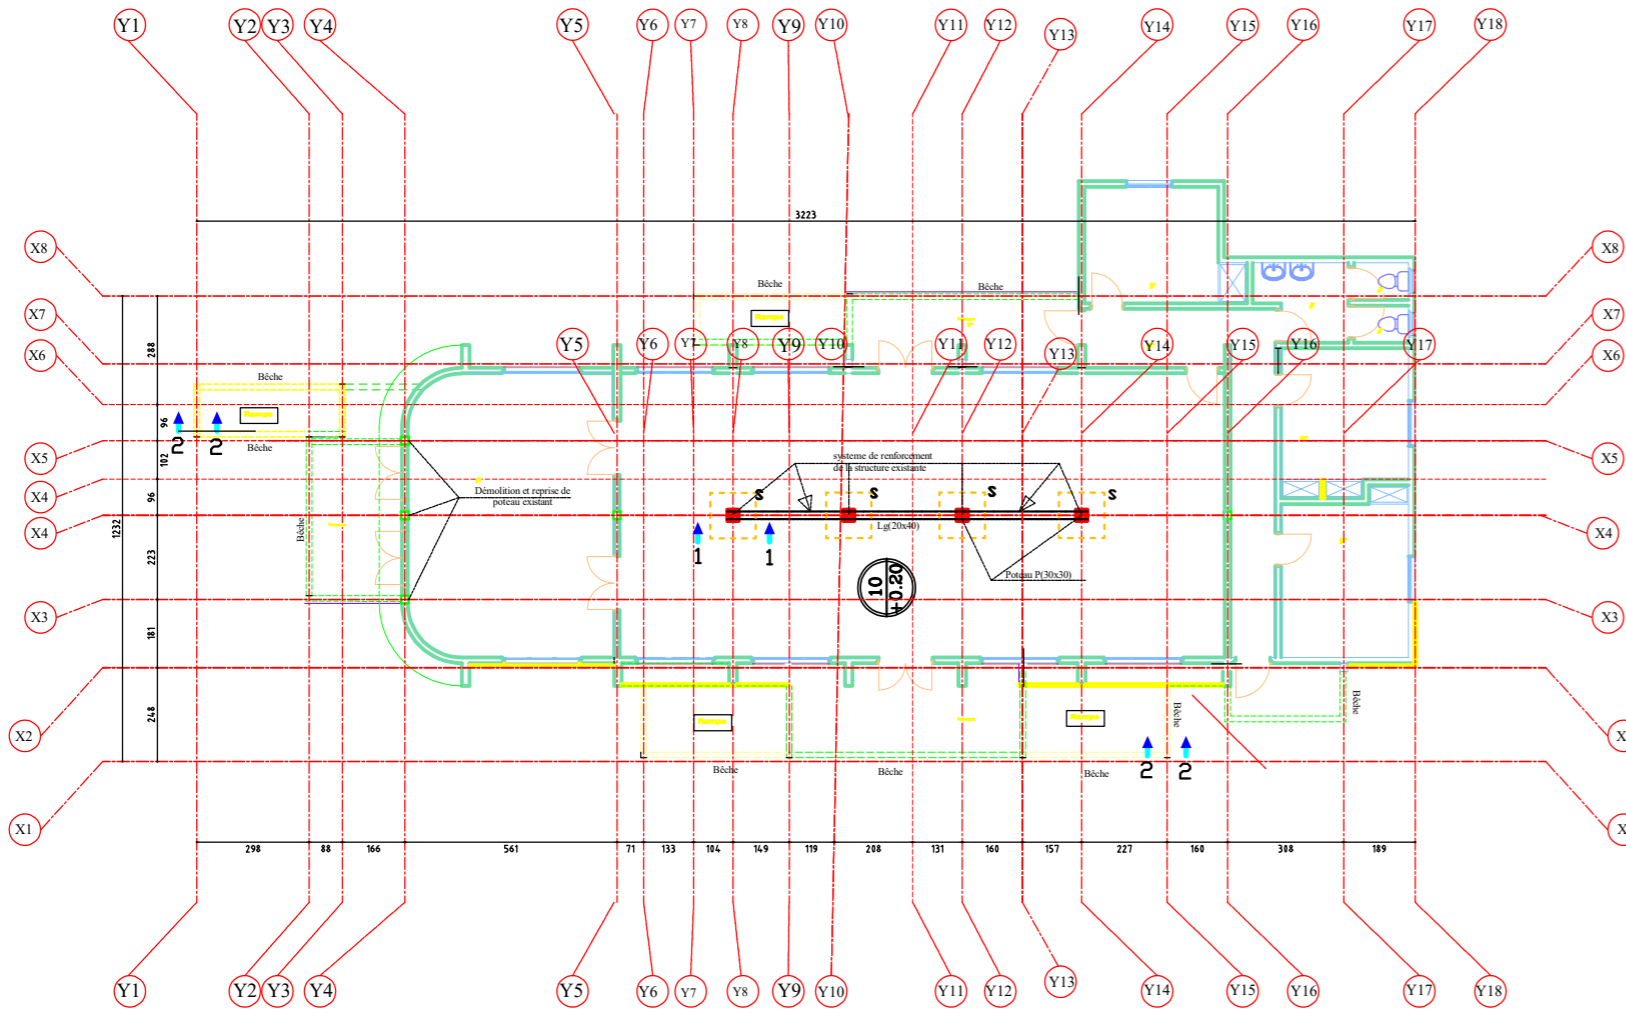 Y1 Y2 Y3 Y4 Y5 Y6 Y7 Y8 Y9 Y10 Y11 Y12 Y13 Y14 Y15 Y16 Y17 Y18
3223
X8 X8
Bêche Bêche
X7 X7
288
X6 X6
Y5 Y6 Y7 Y8 Y9 Y10 Y11 Y12 Y13 Y14 Y15 Y16 Y17
Bêche
96
2 2
Bêche
X5 X5
102
systeme de renforcement
de la structure existante
X4
96
Démolition et reprise de
poteau existant
S S S S
X4 X4
1232
Bêche
Lg(20x40)
223
1 1
Poteau P(30x30)
10
+0.20
X3 X3
181
248
Bêche
Bêche
X2 X
2 2
Bêche Bêche Bêche
X1 X
298 88 166 561 71 133 104 149 119 208 131 160 157 227 160 308 189
Y1 Y2 Y3 Y4 Y5 Y6 Y7 Y8 Y9 Y10 Y11 Y12 Y13 Y14 Y15 Y16 Y17 Y18